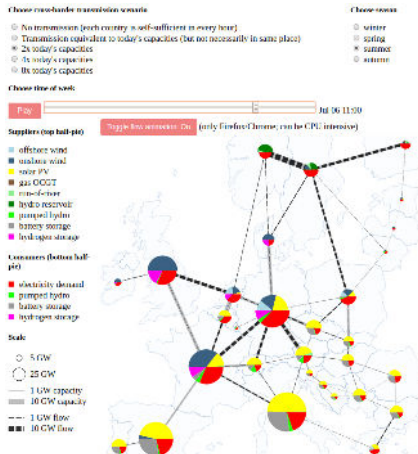 Choose cross-border transmission scenario
No transmission (each country is self-sufficient in every hour)
Transmission equivalent to today's capacities (but not necessarily in same place)
2x today's capacities
4x today's capacities
8x today's capacities
Choose season
winter
spring
summer
autumn
Choose time of week
Play
Jul 06 11:00
Toggle line animation: On (only Firefox/Chrome; can be CPU intensive)
Suppliers (top half-pie)
offshore wind
onshore wind
solar PV
gas OCGT
run-of-river
hydro reservoir
pumped hydro
battery storage
hydrogen storage
Consumers (bottom half-
pie)
electricity demand
pumped hydro
battery storage
hydrogen storage
Scale
5 GW
25 GW
1 GW capacity
10 GW capacity
1 GW flow
10 GW flow